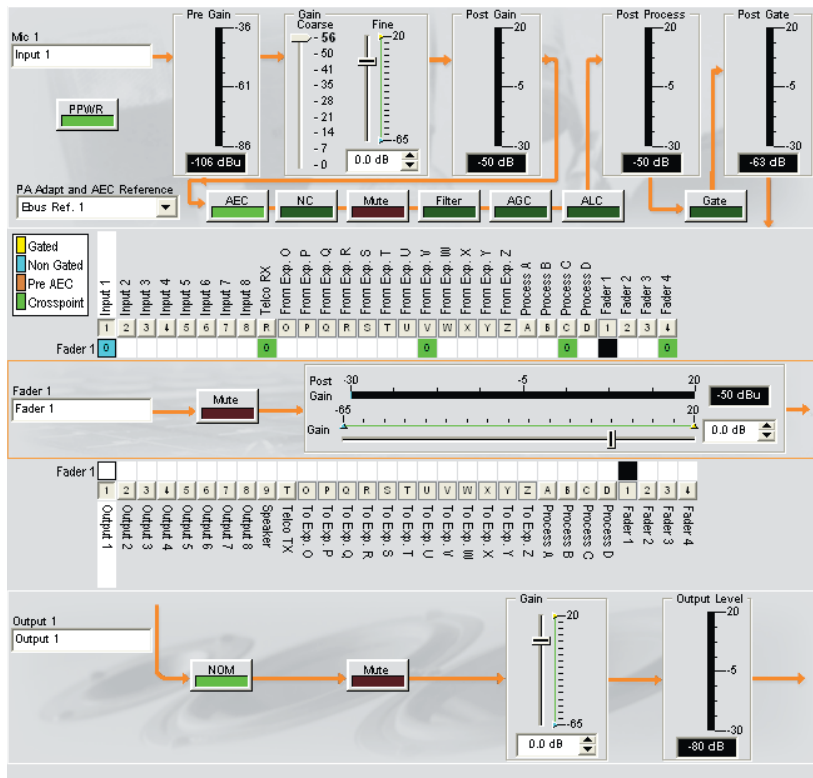 Mic 1
Input 1
PPWR
PA Adapt and AEC Reference
Ebus Ref. 1
Pre Gain
-36
-61
-86
-106 dBu
Gain
Coarse
Fine
- 56
- 50
- 41
- 35
- 28
- 21
- 14
- 7
- 0
20
-65
0.0 dB
Post Gain
20
-5
-30
-50 dB
Post Process
20
-5
-30
-50 dB
Post Gate
20
-5
-30
-63 dB
AEC
NC
Mute
Filter
AGC
ALC
Gate
Gated
Non Gated
Pre AEC
Crosspoint
Input 1
Input 2
Input 3
Input 4
Input 5
Input 6
Input 7
Input 8
Telco RX
From Exp. O
From Exp. P
From Exp. Q
From Exp. R
From Exp. S
From Exp. T
From Exp. U
From Exp. V
From Exp. W
From Exp. X
From Exp. Y
From Exp. Z
Process A
Process B
Process C
Process D
Fader 1
Fader 2
Fader 3
Fader 4
1 2 3 4 5 6 7 8 R O P Q R S T U V W X Y Z A B C D 1 2 3 4
Fader 1 0 0 0 0 0
Fader 1
Fader 1
Mute
Post Gain
-30 -5 20
-50 dBu
Gain
-65 20
0.0 dB
Fader 1
1 2 3 4 5 6 7 8 9 T O P Q R S T U V W X Y Z A B C D 1 2 3 4
Output 1
Output 2
Output 3
Output 4
Output 5
Output 6
Output 7
Output 8
Speaker
Telco TX
To Exp. O
To Exp. P
To Exp. Q
To Exp. R
To Exp. S
To Exp. T
To Exp. U
To Exp. V
To Exp. W
To Exp. X
To Exp. Y
To Exp. Z
Process A
Process B
Process C
Process D
Fader 1
Fader 2
Fader 3
Fader 4
Output 1
Output 1
NOM
Mute
Gain
20
-65
0.0 dB
Output Level
20
-5
-30
-80 dB